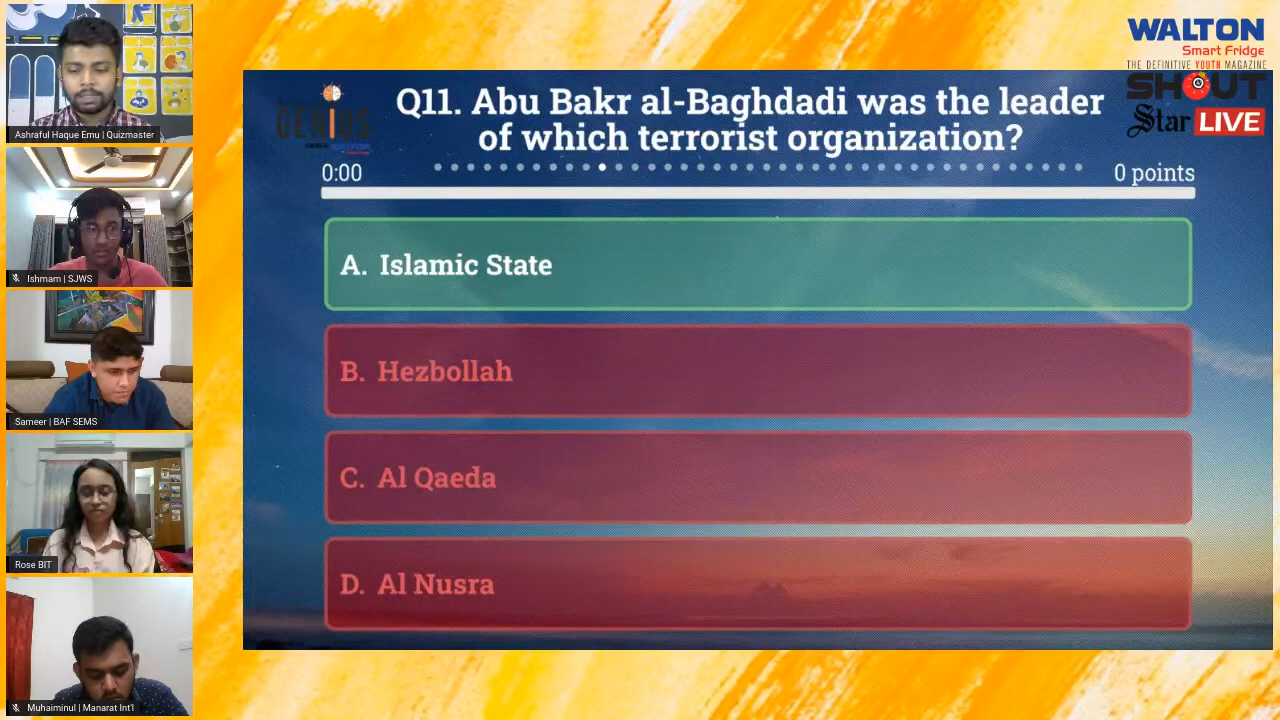 Ashraful Haque Emu | Quizmaster
Ishmam | SJWS
Sameer | BAF SEMS
Rose BIT
Muhaiminul | Manarat Int'l
WALTON
Smart Fridge
THE DEFINITIVE YOUTH MAGAZINE
SHOUT
Star LIVE
GENIUS
Q11. Abu Bakr al-Baghdadi was the leader
of which terrorist organization?
0:00
0 points
A. Islamic State
B. Hezbollah
C. Al Qaeda
D. Al Nusra